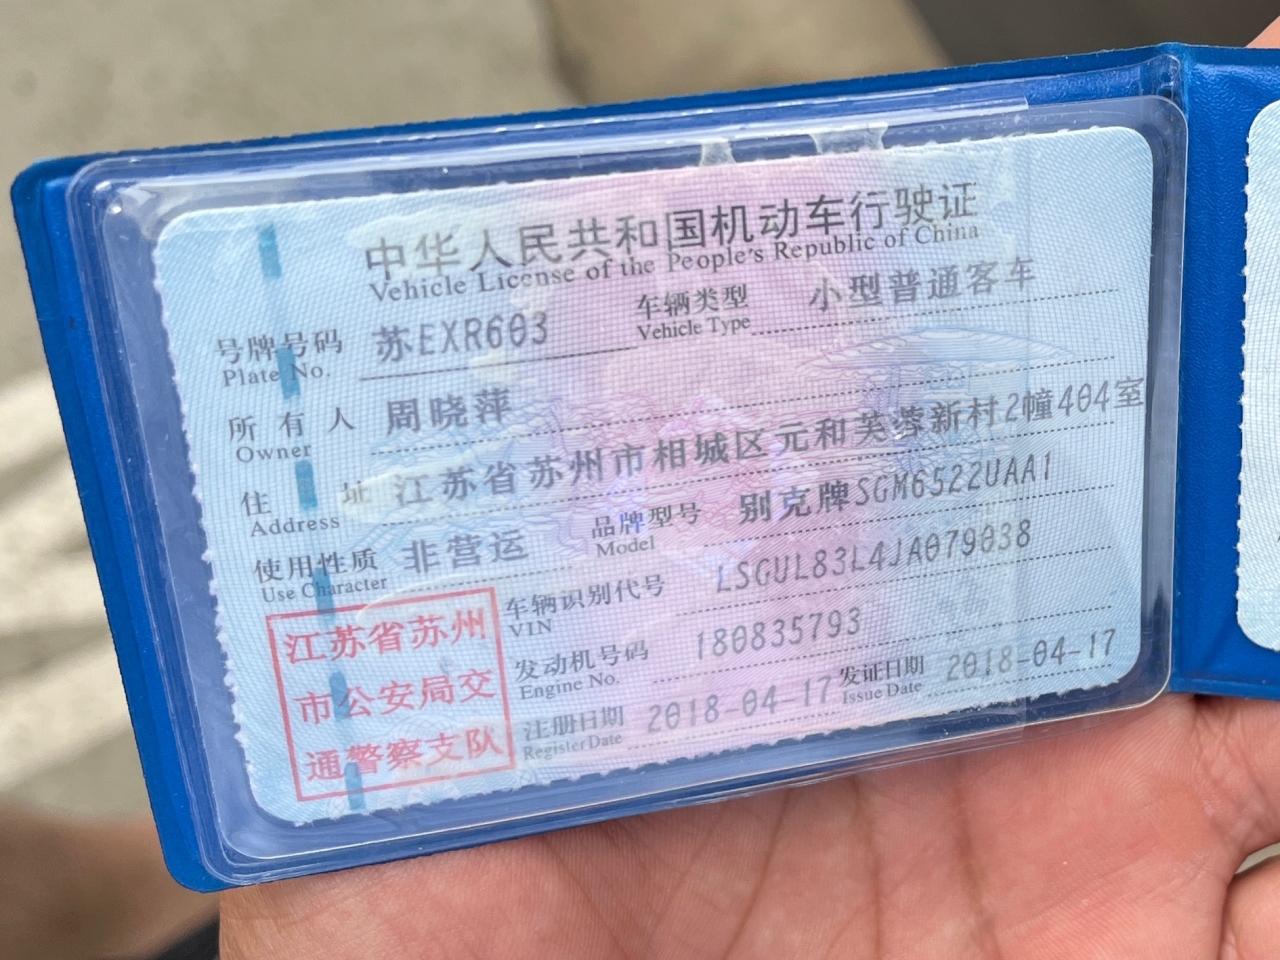 中华人民共和国机动车行驶证
Vehicle License of the People's Republic of China
号牌号码 苏EXR603 车辆类型 小型普通客车
Plate No. Vehicle Type
所有人 周晓萍
Owner
住址 江苏省苏州市相城区元和芙蓉新村2幢404室
Address
使用性质 非营运 品牌型号 别克牌SGM6522UAA1
Use Character Model
车辆识别代号 LSGUL83L4JA079038
VIN
发动机号码 180835793
Engine No.
注册日期 2018-04-17 发证日期 2018-04-17
Register Date Issue Date
江苏省苏州
市公安局交
通警察支队